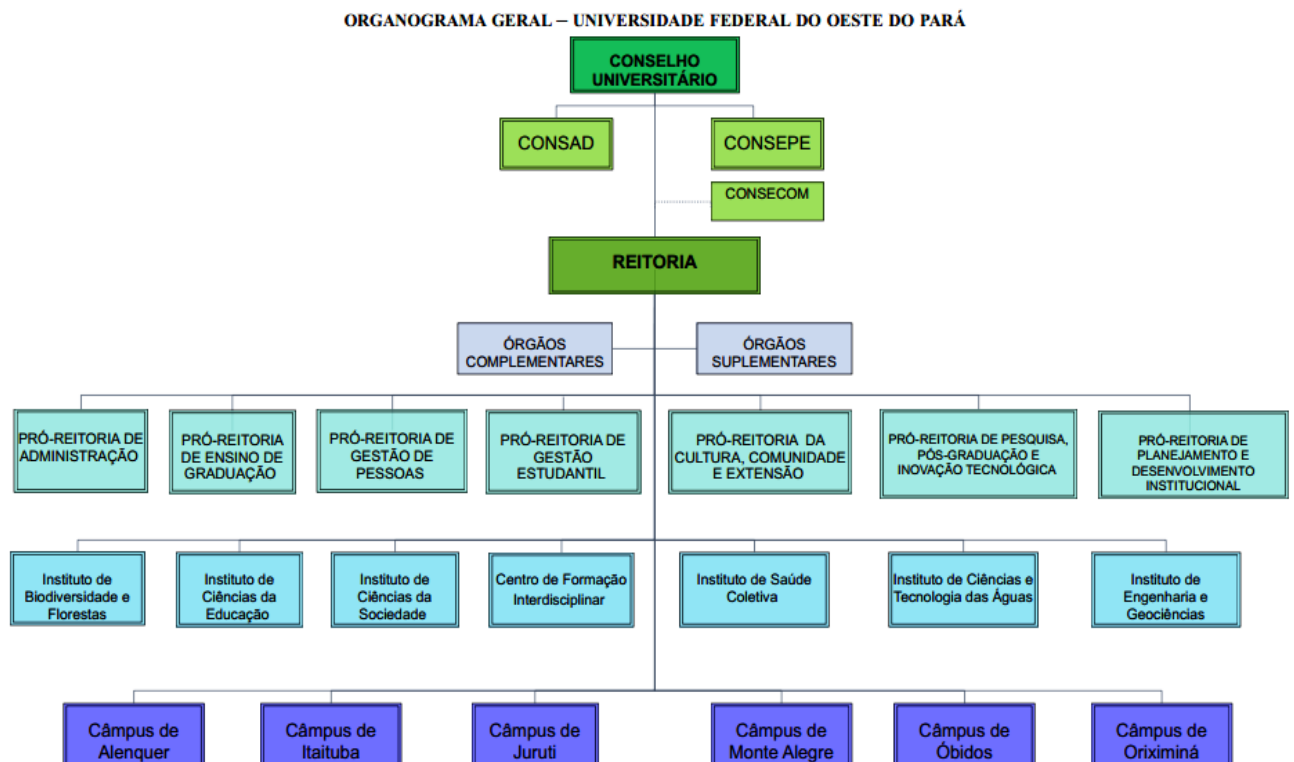 ORGANOGRAMA GERAL – UNIVERSIDADE FEDERAL DO OESTE DO PARÁ
CONSELHO
UNIVERSITÁRIO
CONSAD
CONSEPE
CONSECOM
REITORIA
ÓRGÃOS
COMPLEMENTARES
ÓRGÃOS
SUPLEMENTARES
PRÓ-REITORIA DE
ADMINISTRAÇÃO
PRÓ-REITORIA
DE ENSINO DE
GRADUAÇÃO
PRÓ-REITORIA DE
GESTÃO DE
PESSOAS
PRÓ-REITORIA DE
GESTÃO
ESTUDANTIL
PRÓ-REITORIA DA
CULTURA, COMUNIDADE
E EXTENSÃO
PRÓ-REITORIA DE PESQUISA,
PÓS-GRADUAÇÃO E
INOVAÇÃO TECNOLÓGICA
PRÓ-REITORIA DE
PLANEJAMENTO E
DESENVOLVIMENTO
INSTITUCIONAL
Instituto de
Biodiversidade e
Florestas
Instituto de
Ciências da
Educação
Instituto de
Ciências da
Sociedade
Centro de Formação
Interdisciplinar
Instituto de Saúde
Coletiva
Instituto de Ciências e
Tecnologia das Águas
Instituto de
Engenharia e
Geociências
Câmpus de
Alenquer
Câmpus de
Itaituba
Câmpus de
Juruti
Câmpus de
Monte Alegre
Câmpus de
Óbidos
Câmpus de
Oriximiná